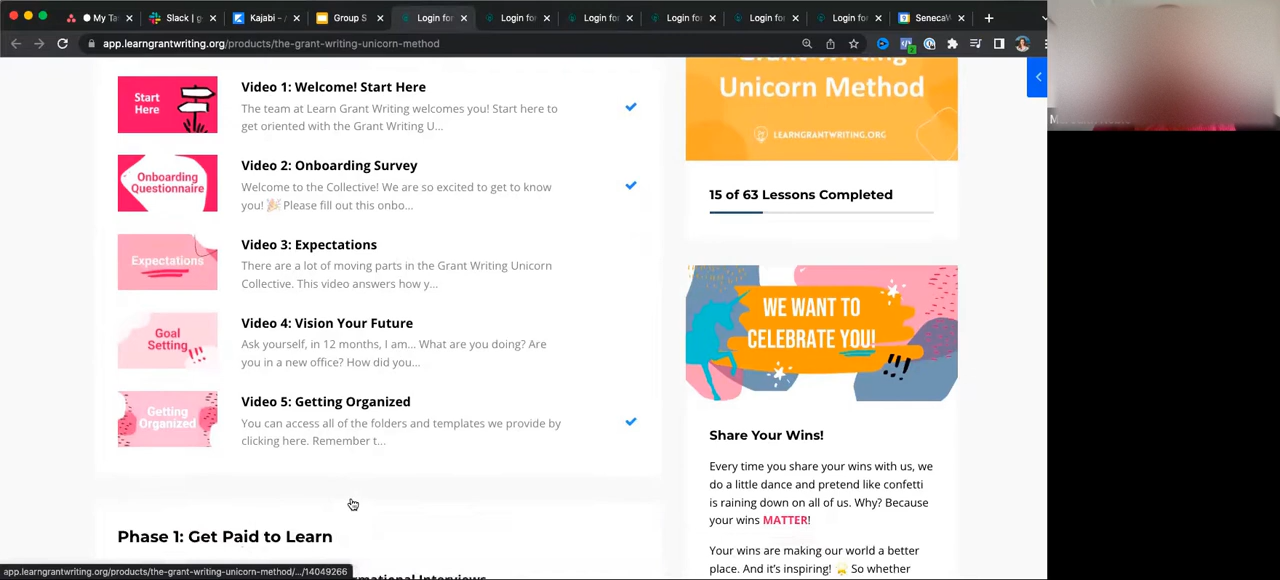 My Ta
Slack | g
Kajabi - /
Group S
Login for
Login for
Login for
Login for
Login for
Login for
SenecaW
app.learngrantwriting.org/products/the-grant-writing-unicorn-method
Start
Here
Video 1: Welcome! Start Here
The team at Learn Grant Writing welcomes you! Start here to
get oriented with the Grant Writing U...
Onboarding
Questionnaire
Video 2: Onboarding Survey
Welcome to the Collective! We are so excited to get to know
you! 🎉 Please fill out this onbo...
Expectations
Video 3: Expectations
There are a lot of moving parts in the Grant Writing Unicorn
Collective. This video answers how y...
Goal
Setting
Video 4: Vision Your Future
Ask yourself, in 12 months, I am... What are you doing? Are
you in a new office? How did you...
Getting
Organized
Video 5: Getting Organized
You can access all of the folders and templates we provide by
clicking here. Remember t...
Phase 1: Get Paid to Learn
app.learngrantwriting.org/products/the-grant-writing-unicorn-method/.../14049266
Grant Writing
Unicorn Method
LEARNGRANTWRITING.ORG
15 of 63 Lessons Completed
WE WANT TO
CELEBRATE YOU!
Share Your Wins!
Every time you share your wins with us, we
do a little dance and pretend like confetti
is raining down on all of us. Why? Because
your wins MATTER!
Your wins are making our world a better
place. And it's inspiring! 💫 So whether